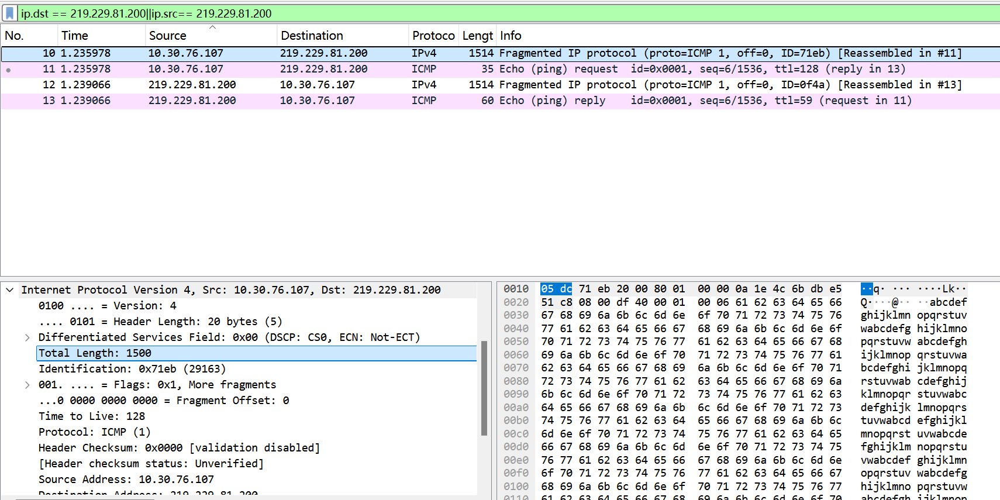 ip.dst == 219.229.81.200||ip.src== 219.229.81.200
No. Time Source Destination Protoco Lengt Info
10 1.235978 10.30.76.107 219.229.81.200 IPv4 1514 Fragmented IP protocol (proto=ICMP 1, off=0, ID=71eb) [Reassembled in #11]
11 1.235978 10.30.76.107 219.229.81.200 ICMP 35 Echo (ping) request id=0x0001, seq=6/1536, ttl=128 (reply in 13)
12 1.239066 219.229.81.200 10.30.76.107 IPv4 1514 Fragmented IP protocol (proto=ICMP 1, off=0, ID=0f4a) [Reassembled in #13]
13 1.239066 219.229.81.200 10.30.76.107 ICMP 60 Echo (ping) reply id=0x0001, seq=6/1536, ttl=59 (request in 11)
Internet Protocol Version 4, Src: 10.30.76.107, Dst: 219.229.81.200
0100 .... = Version: 4
.... 0101 = Header Length: 20 bytes (5)
Differentiated Services Field: 0x00 (DSCP: CS0, ECN: Not-ECT)
Total Length: 1500
Identification: 0x71eb (29163)
001. .... = Flags: 0x1, More fragments
...0 0000 0000 0000 = Fragment Offset: 0
Time to Live: 128
Protocol: ICMP (1)
Header Checksum: 0x0000 [validation disabled]
[Header checksum status: Unverified]
Source Address: 10.30.76.107
Destination Address: 219.229.81.200
0010 05 dc 71 eb 20 00 80 01 00 00 0a 1e 4c 6b db e5 ··q· ··· ····Lk··
0020 51 c8 08 00 df 40 00 01 00 06 61 62 63 64 65 66 Q····@·· ··abcdef
0030 67 68 69 6a 6b 6c 6d 6e 6f 70 71 72 73 74 75 76 ghijklmn opqrstuv
0040 77 61 62 63 64 65 66 67 68 69 6a 6b 6c 6d 6e 6f wabcdefg hijklmno
0050 70 71 72 73 74 75 76 77 61 62 63 64 65 66 67 68 pqrstuvw abcdefgh
0060 69 6a 6b 6c 6d 6e 6f 70 71 72 73 74 75 76 77 61 ijklmnop qrstuvwa
0070 62 63 64 65 66 67 68 69 6a 6b 6c 6d 6e 6f 70 71 bcdefghi jklmnopq
0080 72 73 74 75 76 77 61 62 63 64 65 66 67 68 69 6a rstuvwab cdefghij
0090 6b 6c 6d 6e 6f 70 71 72 73 74 75 76 77 61 62 63 klmnopqr stuvwabc
00a0 64 65 66 67 68 69 6a 6b 6c 6d 6e 6f 70 71 72 73 defghijk lmnopqrs
00b0 74 75 76 77 61 62 63 64 65 66 67 68 69 6a 6b 6c tuvwabcd efghijkl
00c0 6d 6e 6f 70 71 72 73 74 75 76 77 61 62 63 64 65 mnopqrst uvwabcde
00d0 66 67 68 69 6a 6b 6c 6d 6e 6f 70 71 72 73 74 75 fghijklm nopqrstu
00e0 76 77 61 62 63 64 65 66 67 68 69 6a 6b 6c 6d 6e vwabcdef ghijklmn
00f0 6f 70 71 72 73 74 75 76 77 61 62 63 64 65 66 67 opqrstuv wabcdefg
0100 68 69 6a 6b 6c 6d 6e 6f 70 71 72 73 74 75 76 77 hijklmno pqrstuvw
0110 61 62 63 64 65 66 67 68 69 6a 6b 6c 6d 6e 6f 70 abcdefgh ijklmnop